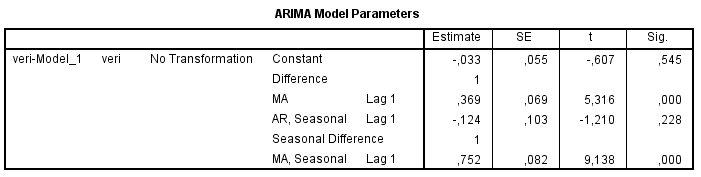 ARIMA Model Parameters
Estimate SE t Sig.
veri-Model_1 veri No Transformation Constant -,033 ,055 -,607 ,545
Difference 1
MA Lag 1 ,369 ,069 5,316 ,000
AR, Seasonal Lag 1 -,124 ,103 -1,210 ,228
Seasonal Difference 1
MA, Seasonal Lag 1 ,752 ,082 9,138 ,000